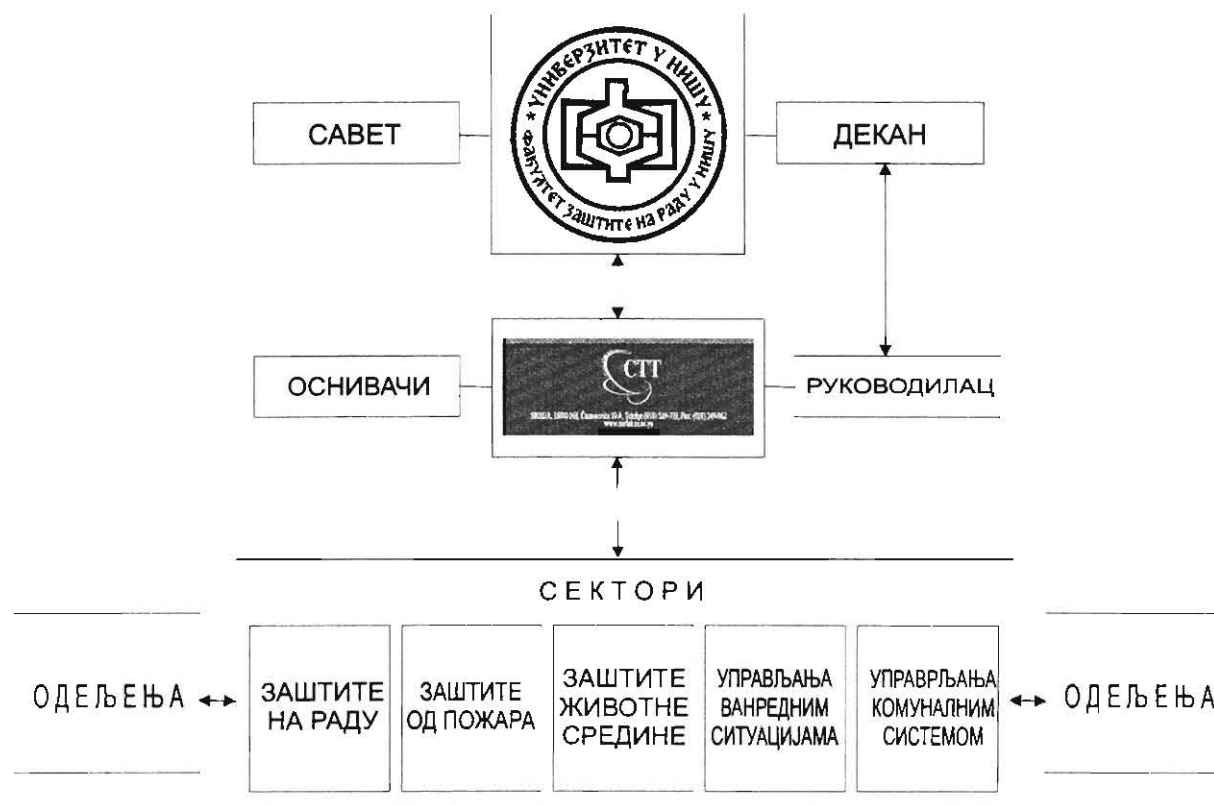 ★ УНИВЕРЗИТЕТ У НИШУ ★
ФАКУЛТЕТ ЗАШТИТЕ НА РАДУ У НИШУ
САВЕТ
ДЕКАН
ОСНИВАЧИ
СТТ
РУКОВОДИЛАЦ
СЕКТОРИ
ОДЕЉЕЊА
ЗАШТИТЕ
НА РАДУ
ЗАШТИТЕ
ОД ПОЖАРА
ЗАШТИТЕ
ЖИВОТНЕ
СРЕДИНЕ
УПРАВЉАЊА
ВАНРЕДНИМ
СИТУАЦИЈАМА
УПРАВРЉАЊА
КОМУНАЛНИМ
СИСТЕМОМ
ОДЕЉЕЊА